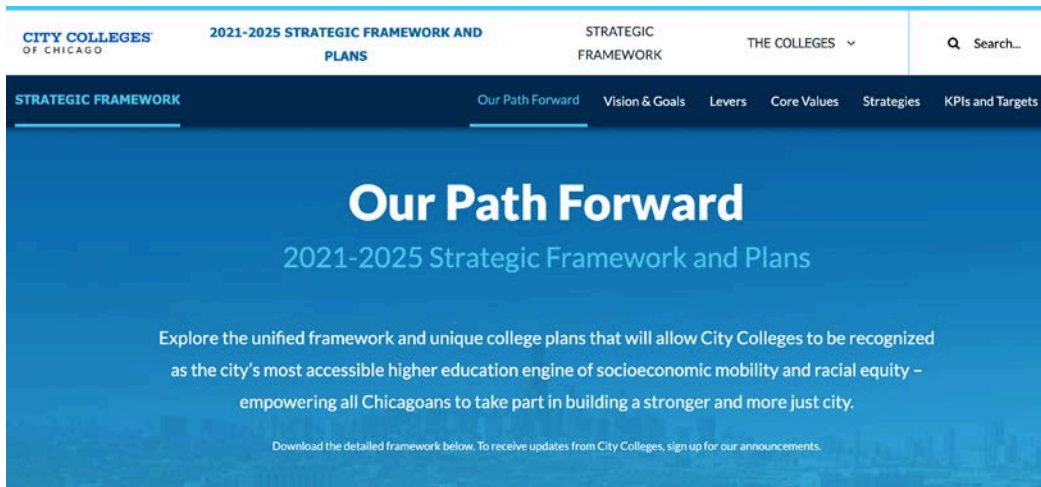 CITY COLLEGES®
OF CHICAGO
2021-2025 STRATEGIC FRAMEWORK AND
PLANS
STRATEGIC
FRAMEWORK
THE COLLEGES
Search...
STRATEGIC FRAMEWORK
Our Path Forward
Vision & Goals
Levers
Core Values
Strategies
KPIs and Targets
Our Path Forward
2021-2025 Strategic Framework and Plans
Explore the unified framework and unique college plans that will allow City Colleges to be recognized
as the city's most accessible higher education engine of socioeconomic mobility and racial equity –
empowering all Chicagoans to take part in building a stronger and more just city.
Download the detailed framework below. To receive updates from City Colleges, sign up for our announcements.